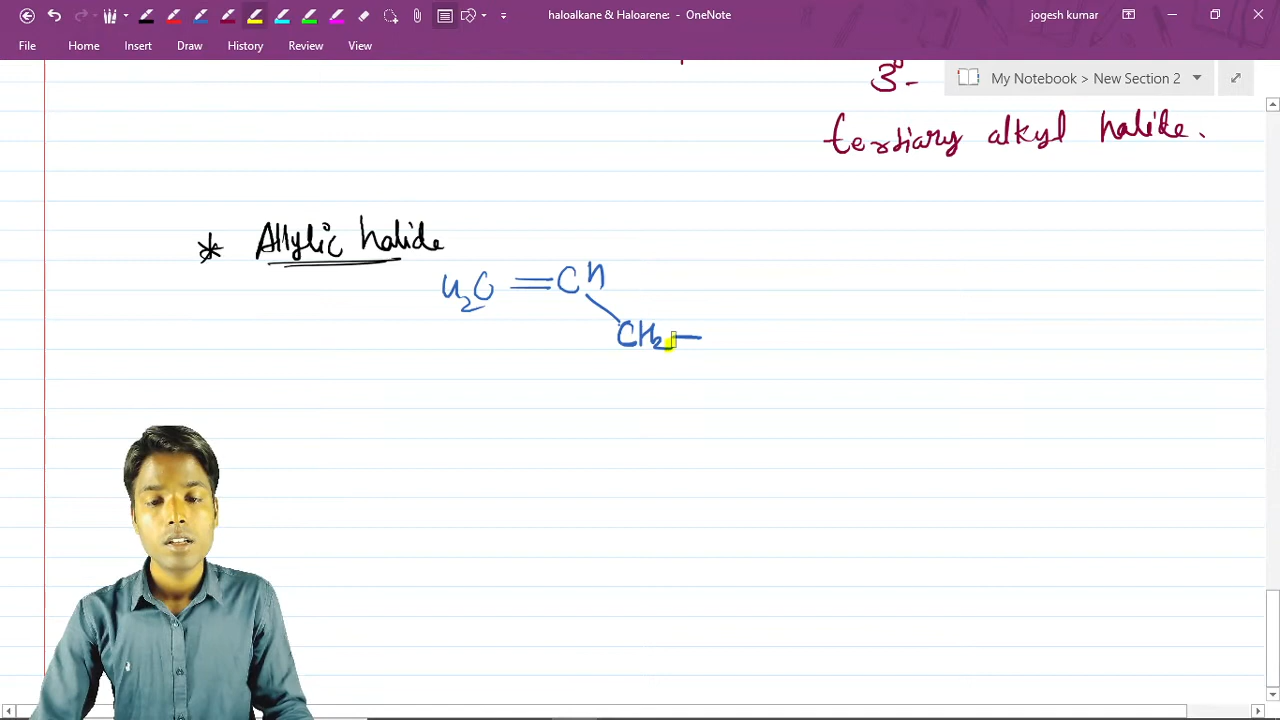 haloalkane & Haloarene: - OneNote
jogesh kumar
File Home Insert Draw History Review View
My Notebook > New Section 2
3° -
tertiary alkyl halide.
* Allylic halide
H₂C = CH
CH₂ —